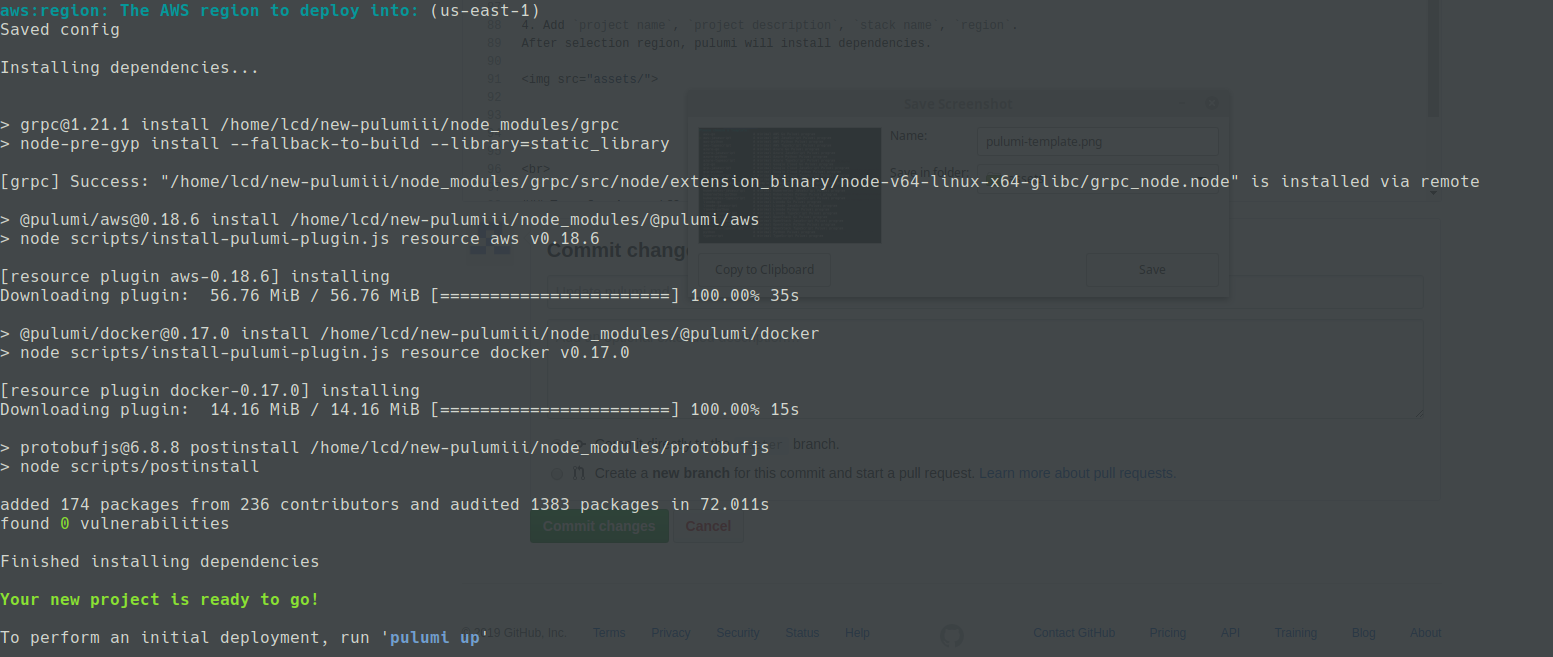 aws:region: The AWS region to deploy into: (us-east-1)
Saved config
88 4. Add `project name`, `project description`, `stack name`, `region`.
89 After selection region, pulumi will install dependencies.
90
Installing dependencies...
91 <img src="assets/">
92
Save Screenshot
> grpc@1.21.1 install /home/lcd/new-pulumiii/node_modules/grpc
Name:
pulumi-template.png
> node-pre-gyp install --fallback-to-build --library=static_library
96 <br>
Save in folder:
[grpc] Success: "/home/lcd/new-pulumiii/node_modules/grpc/src/node/extension_binary/node-v64-linux-x64-glibc/grpc_node.node" is installed via remote
> @pulumi/aws@0.18.6 install /home/lcd/new-pulumiii/node_modules/@pulumi/aws
> node scripts/install-pulumi-plugin.js resource aws v0.18.6
Commit chang
Copy to Clipboard
Save
[resource plugin aws-0.18.6] installing
Downloading plugin:  56.76 MiB / 56.76 MiB [=======================] 100.00% 35s
> @pulumi/docker@0.17.0 install /home/lcd/new-pulumiii/node_modules/@pulumi/docker
> node scripts/install-pulumi-plugin.js resource docker v0.17.0
[resource plugin docker-0.17.0] installing
Downloading plugin:  14.16 MiB / 14.16 MiB [=======================] 100.00% 15s
> protobufjs@6.8.8 postinstall /home/lcd/new-pulumiii/node_modules/protobufjs
branch.
> node scripts/postinstall
Create a new branch for this commit and start a pull request. Learn more about pull requests.
added 174 packages from 236 contributors and audited 1383 packages in 72.011s
found 0 vulnerabilities
Commit changes
Cancel
Finished installing dependencies
Your new project is ready to go!
To perform an initial deployment, run 'pulumi up'
2019 GitHub, Inc. Terms Privacy Security Status Help Contact GitHub Pricing API Training Blog About